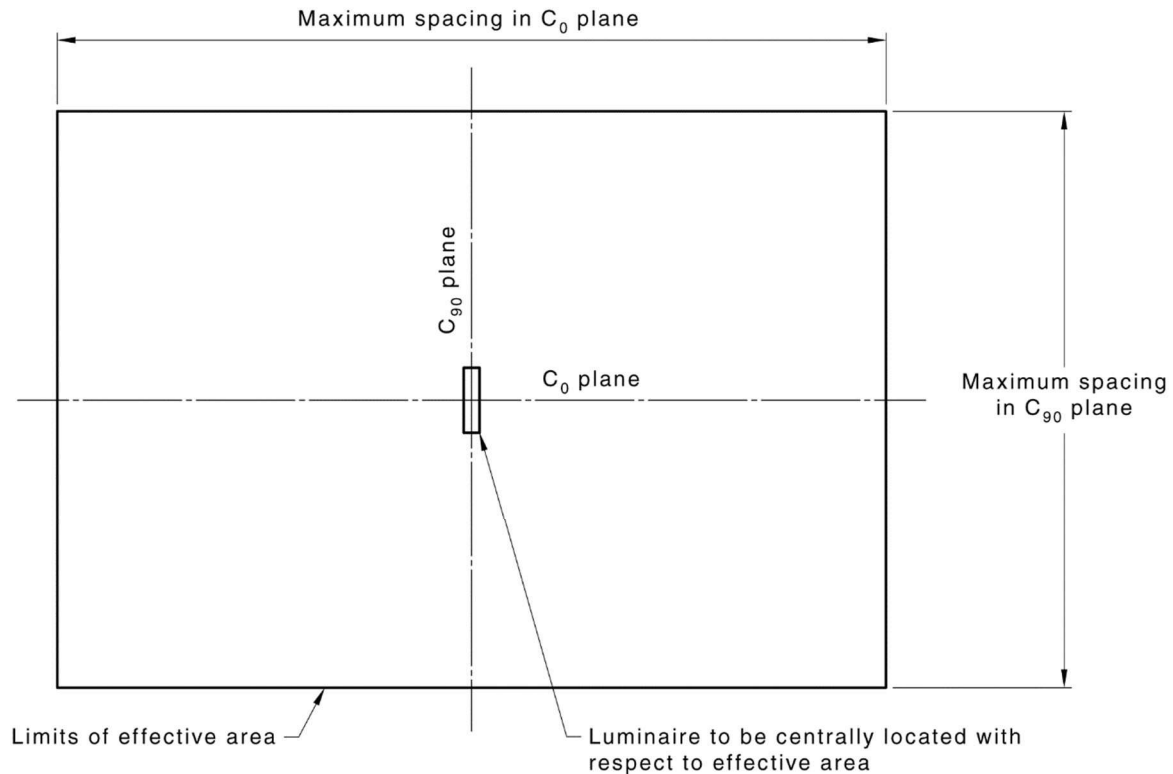 Maximum spacing in C₀ plane
C₉₀ plane
C₀ plane
Maximum spacing
in C₉₀ plane
Limits of effective area
Luminaire to be centrally located with
respect to effective area